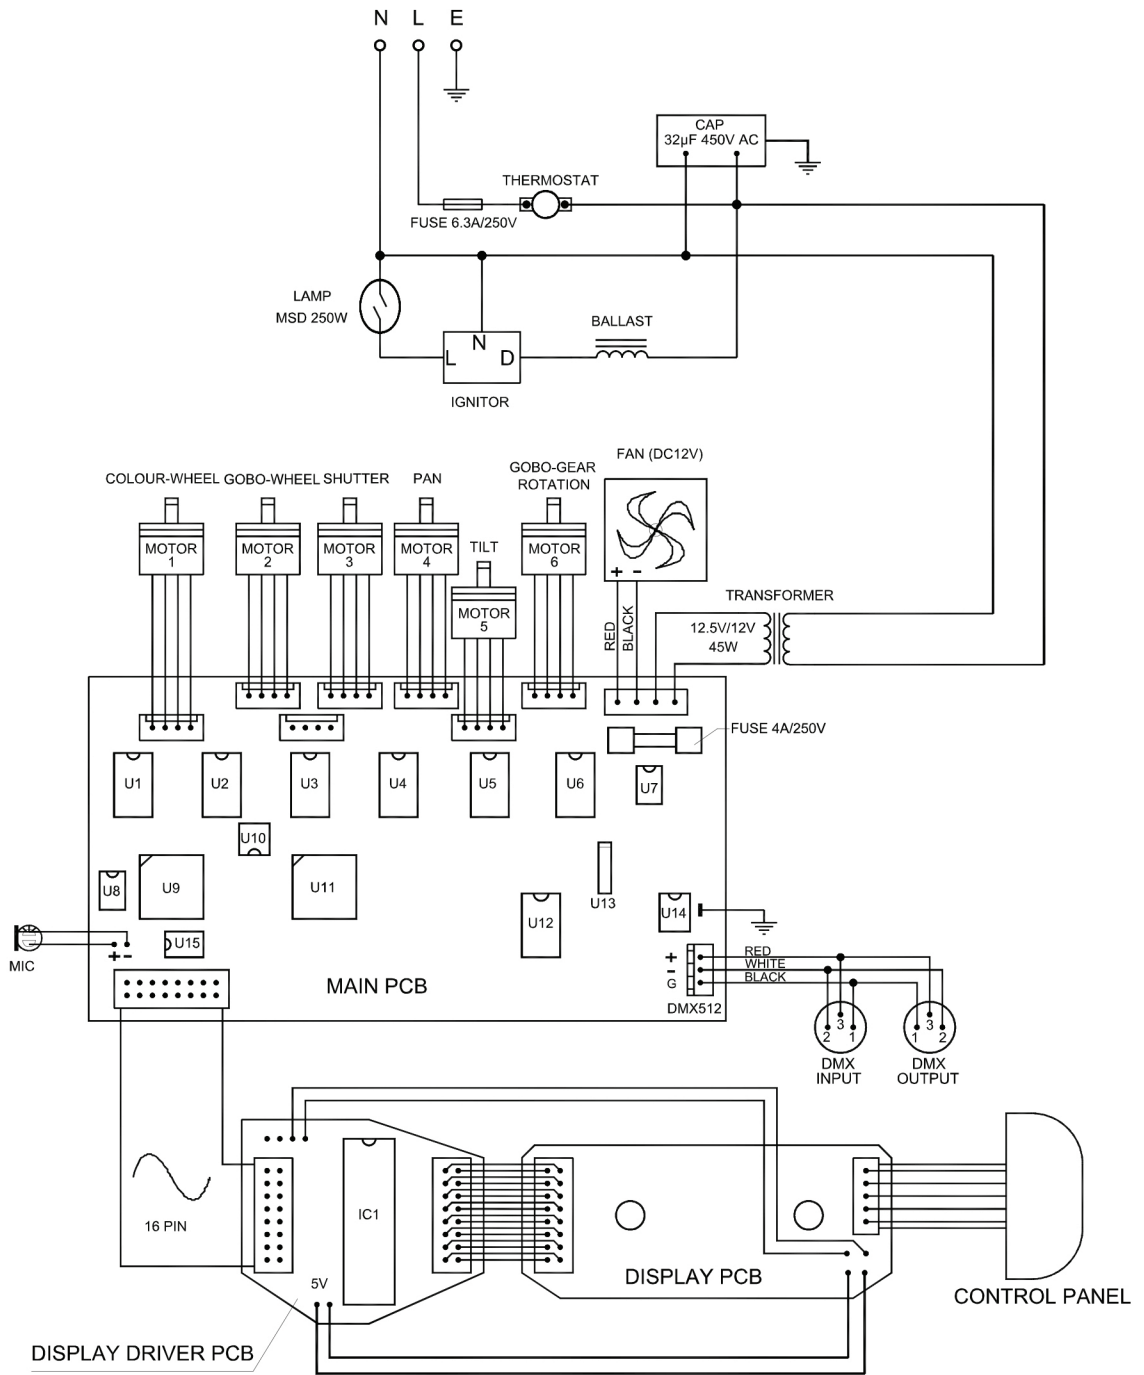 N L E
CAP
32µF 450V AC
THERMOSTAT
FUSE 6.3A/250V
LAMP
MSD 250W
BALLAST
L N D
IGNITOR
COLOUR-WHEEL GOBO-WHEEL SHUTTER PAN
GOBO-GEAR
ROTATION
FAN (DC12V)
MOTOR
1
MOTOR
2
MOTOR
3
MOTOR
4
TILT
MOTOR
5
MOTOR
6
+ -
RED
BLACK
TRANSFORMER
12.5V/12V
45W
FUSE 4A/250V
U1 U2 U3 U4 U5 U6 U7
U10
U8 U9 U11 U12 U13 U14
U15
MIC
+ -
MAIN PCB
+ RED
- WHITE
G BLACK
DMX512
2 3 1
1 3 2
DMX
INPUT
DMX
OUTPUT
16 PIN
IC1
5V
DISPLAY PCB
CONTROL PANEL
DISPLAY DRIVER PCB